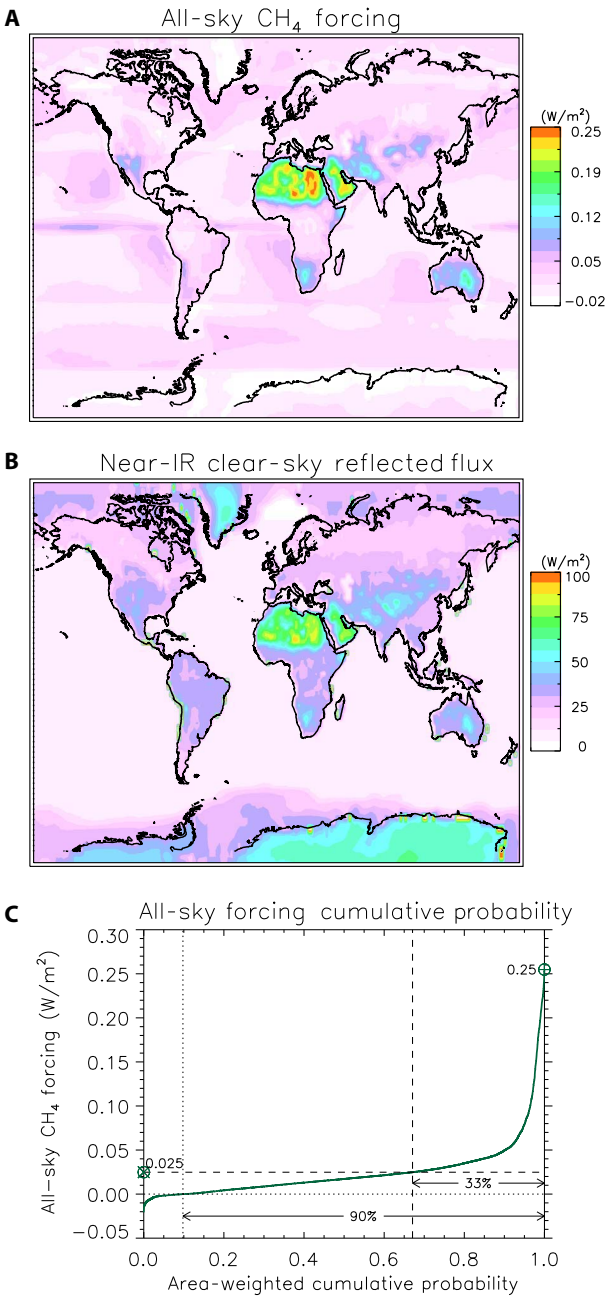 A
All-sky CH4 forcing
(W/m2)
0.25
0.19
0.12
0.05
−0.02
B
Near-IR clear-sky reflected flux
(W/m2)
100
75
50
25
0
C
All-sky forcing cumulative probability
All-sky CH4 forcing (W/m2)
0.30
0.25
0.20
0.15
0.10
0.05
0.00
−0.05
0.25
0.025
33%
90%
0.0 0.2 0.4 0.6 0.8 1.0
Area-weighted cumulative probability